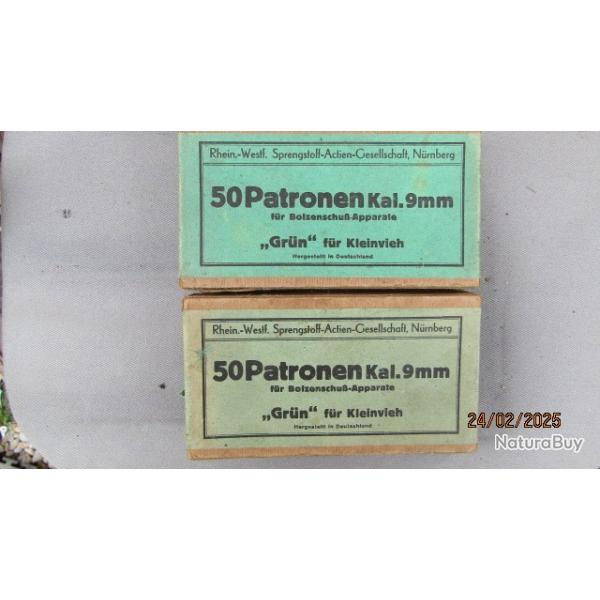 Rhein.-Westf. Sprengstoff-Actien-Gesellschaft, Nürnberg
50 Patronen Kal. 9mm
für Bolzenschuß-Apparate
„Grün“ für Kleinvieh
Hergestellt in Deutschland
Rhein.-Westf. Sprengstoff-Actien-Gesellschaft, Nürnberg
50 Patronen Kal. 9mm
für Bolzenschuß-Apparate
„Grün“ für Kleinvieh
Hergestellt in Deutschland
24/02/2025
NaturaBuy